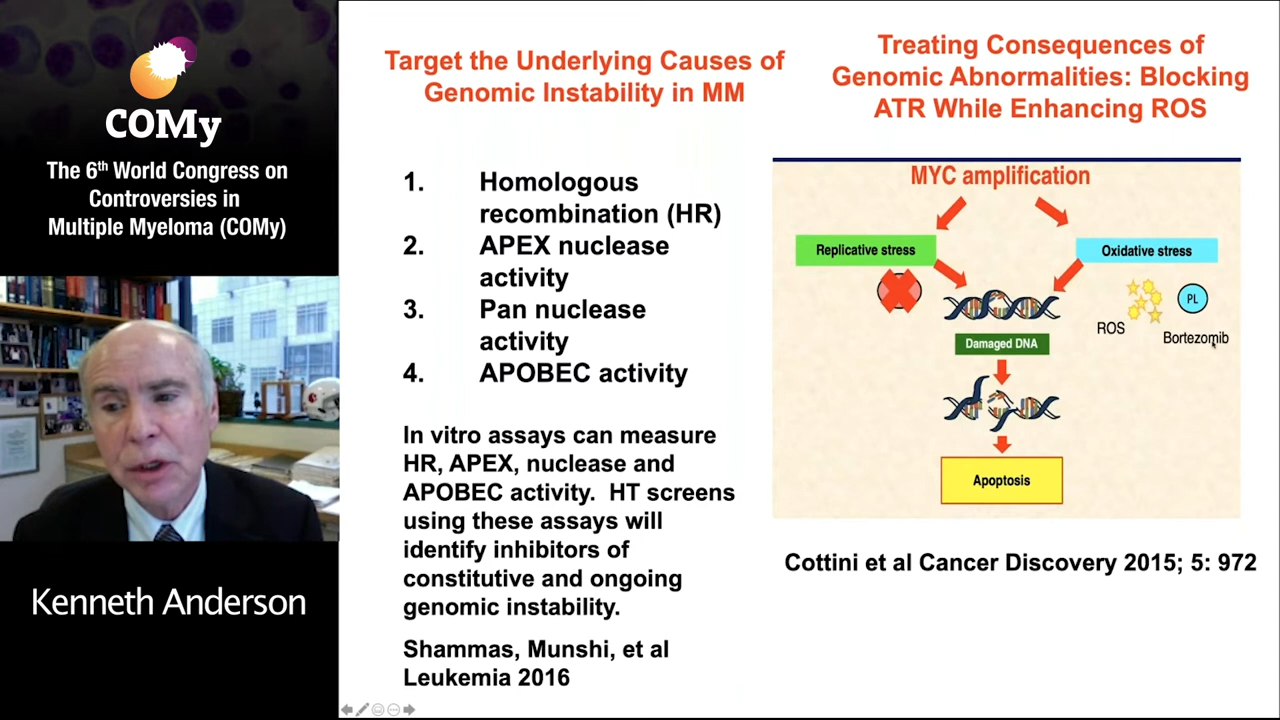 COMy
The 6th World Congress on
Controversies in
Multiple Myeloma (COMy)
Kenneth Anderson
Target the Underlying Causes of
Genomic Instability in MM
1. Homologous
recombination (HR)
2. APEX nuclease
activity
3. Pan nuclease
activity
4. APOBEC activity
In vitro assays can measure
HR, APEX, nuclease and
APOBEC activity. HT screens
using these assays will
identify inhibitors of
constitutive and ongoing
genomic instability.
Shammas, Munshi, et al
Leukemia 2016
Treating Consequences of
Genomic Abnormalities: Blocking
ATR While Enhancing ROS
MYC amplification
Replicative stress
Oxidative stress
ROS
PL
Bortezomib
Damaged DNA
Apoptosis
Cottini et al Cancer Discovery 2015; 5: 972